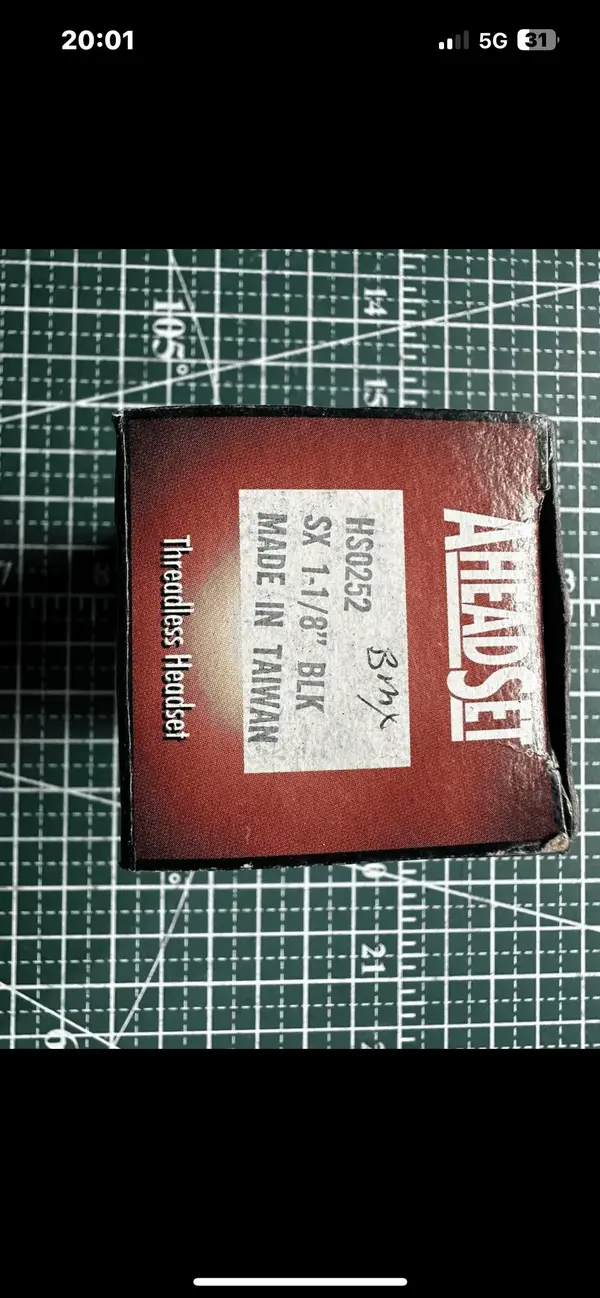 20:01
5G 31
14
105°
15
AHEADSET
HS0252
Bmx
SX 1-1/8" BLK
MADE IN TAIWAN
Threadless Headset
21